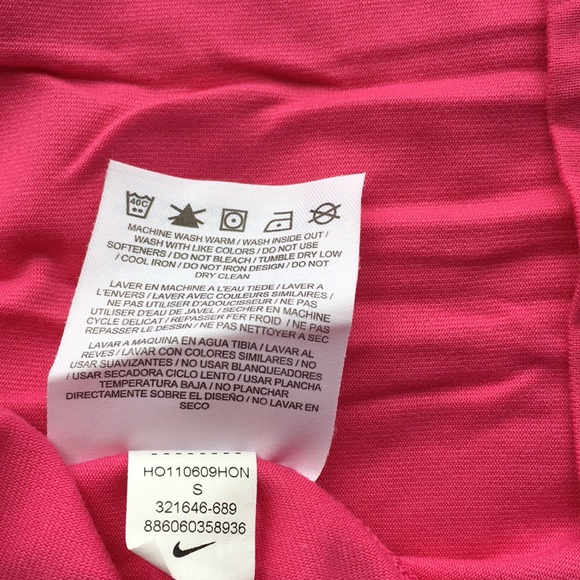 40C
MACHINE WASH WARM / WASH INSIDE OUT /
WASH WITH LIKE COLORS / DO NOT USE
SOFTENERS / DO NOT BLEACH / TUMBLE DRY LOW
/ COOL IRON / DO NOT IRON DESIGN / DO NOT
DRY CLEAN
LAVER EN MACHINE A L'EAU TIEDE / LAVER A
L'ENVERS / LAVER AVEC COULEURS SIMILAIRES /
NE PAS UTILISER D'ADOUCISSEUR / NE PAS
UTILISER D'EAU DE JAVEL / SECHER EN MACHINE
CYCLE DELICAT / REPASSER FER FROID / NE PAS
REPASSER LE DESSIN / NE PAS NETTOYER A SEC
LAVAR A MAQUINA EN AGUA TIBIA / LAVAR AL
REVES / LAVAR CON COLORES SIMILARES / NO
USAR SUAVIZANTES / NO USAR BLANQUEADORES
/ USAR SECADORA CICLO LENTO / USAR PLANCHA
TEMPERATURA BAJA / NO PLANCHAR
DIRECTAMENTE SOBRE EL DISEÑO / NO LAVAR EN
SECO
HO110609HON
S
321646-689
886060358936